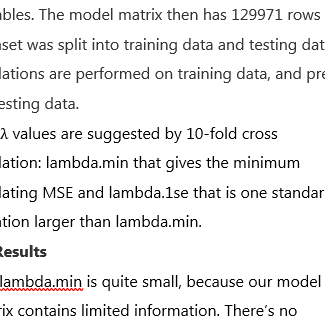 bles. The model matrix then has 129971 rows
set was split into training data and testing dat
lations are performed on training data, and pre
esting data.
λ values are suggested by 10-fold cross
lation: lambda.min that gives the minimum
lating MSE and lambda.1se that is one standar
tion larger than lambda.min.
Results
lambda.min is quite small, because our model
rix contains limited information. There's no